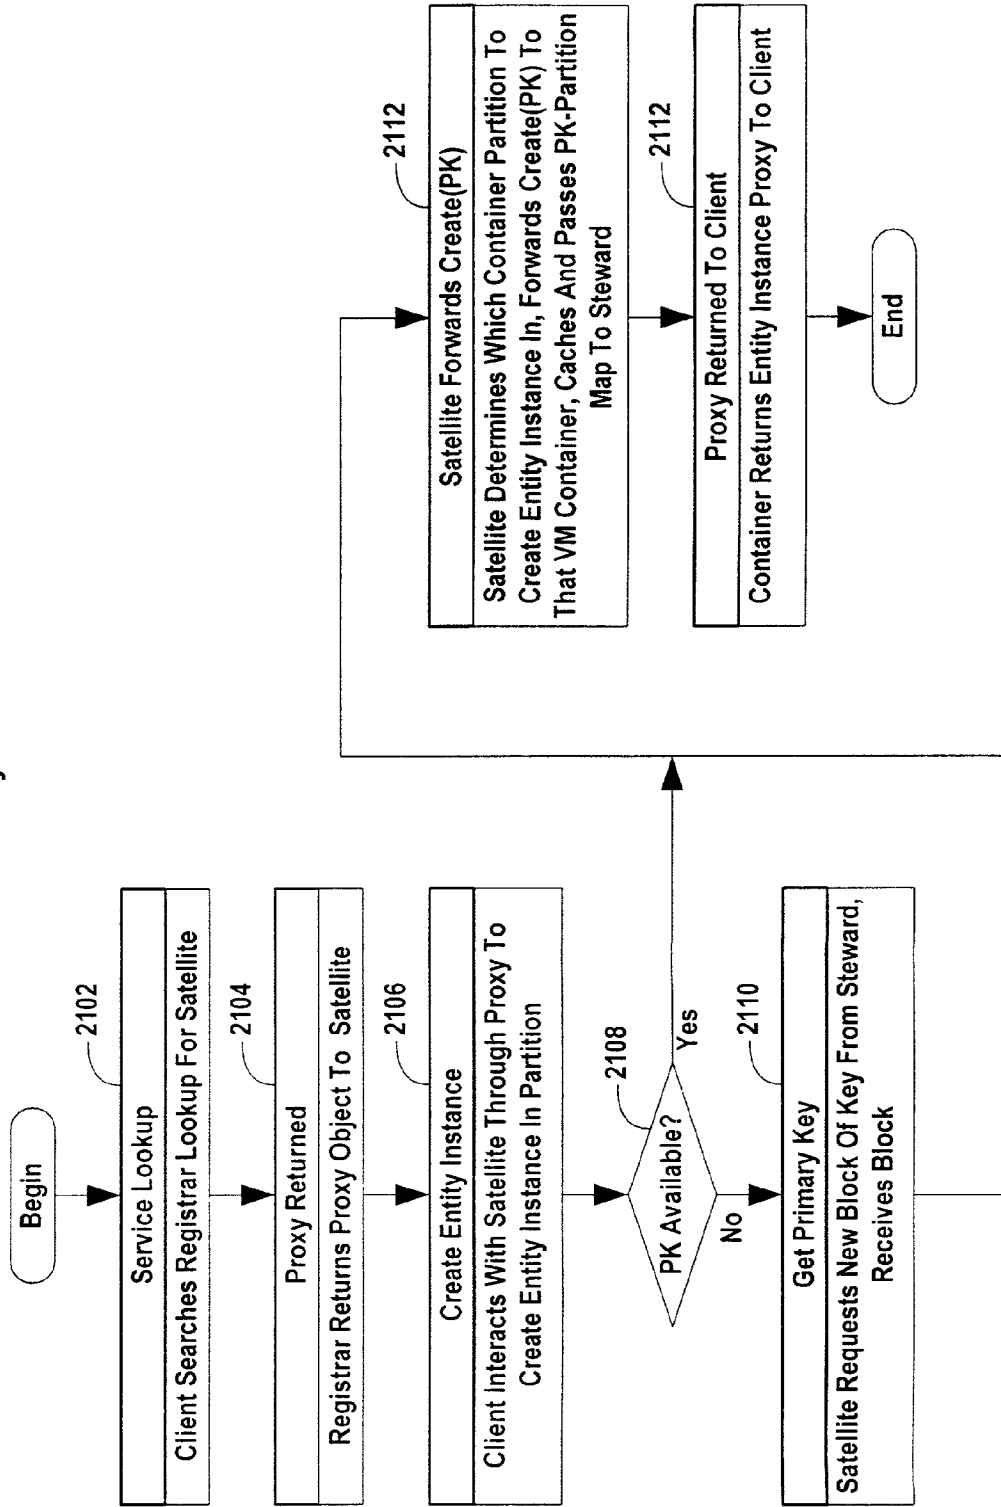 Begin
2102
Service Lookup
Client Searches Registrar Lookup For Satellite
2104
Proxy Returned
Registrar Returns Proxy Object To Satellite
2106
Create Entity Instance
Client Interacts With Satellite Through Proxy To
Create Entity Instance In Partition
2108
PK Available?
Yes
No
2110
Get Primary Key
Satellite Requests New Block Of Key From Steward,
Receives Block
2112
Satellite Forwards Create(PK)
Satellite Determines Which Container Partition To
Create Entity Instance In, Forwards Create(PK) To
That VM Container, Caches And Passes PK-Partition
Map To Steward
2112
Proxy Returned To Client
Container Returns Entity Instance Proxy To Client
End